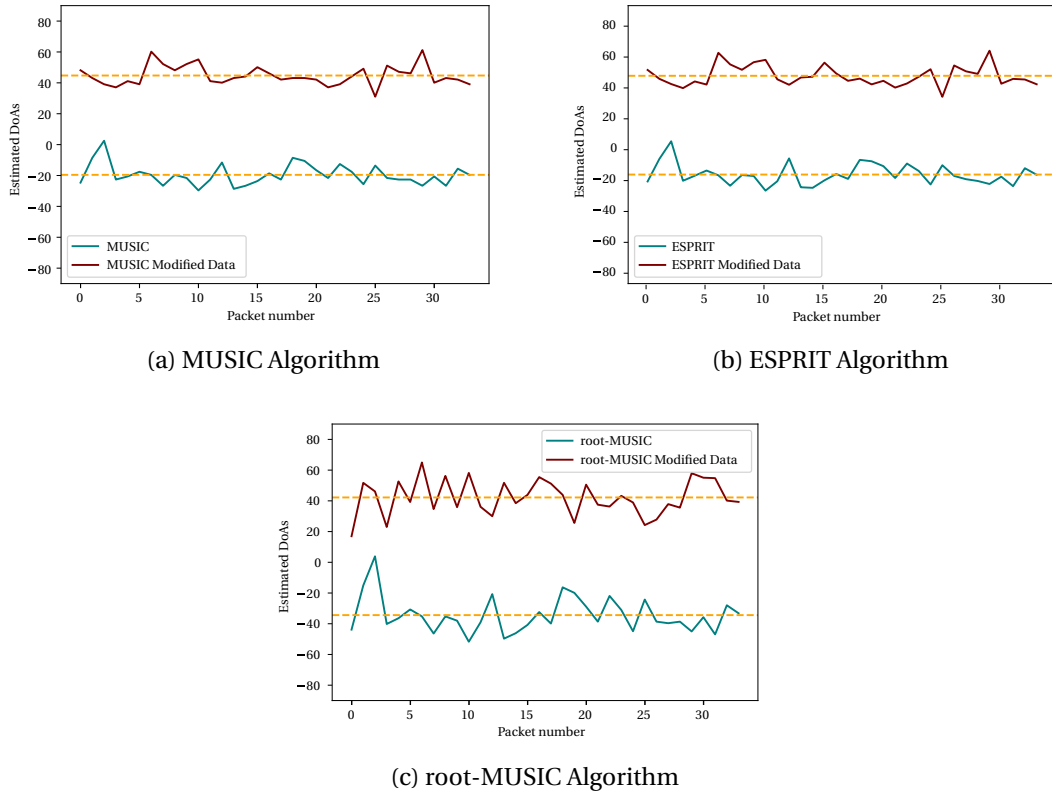 80
60
40
20
0
−20
−40
−60
−80
Estimated DoAs
MUSIC
MUSIC Modified Data
0 5 10 15 20 25 30
Packet number
(a) MUSIC Algorithm
80
60
40
20
0
−20
−40
−60
−80
Estimated DoAs
ESPRIT
ESPRIT Modified Data
0 5 10 15 20 25 30
Packet number
(b) ESPRIT Algorithm
80
60
40
20
0
−20
−40
−60
−80
Estimated DoAs
root-MUSIC
root-MUSIC Modified Data
0 5 10 15 20 25 30
Packet number
(c) root-MUSIC Algorithm